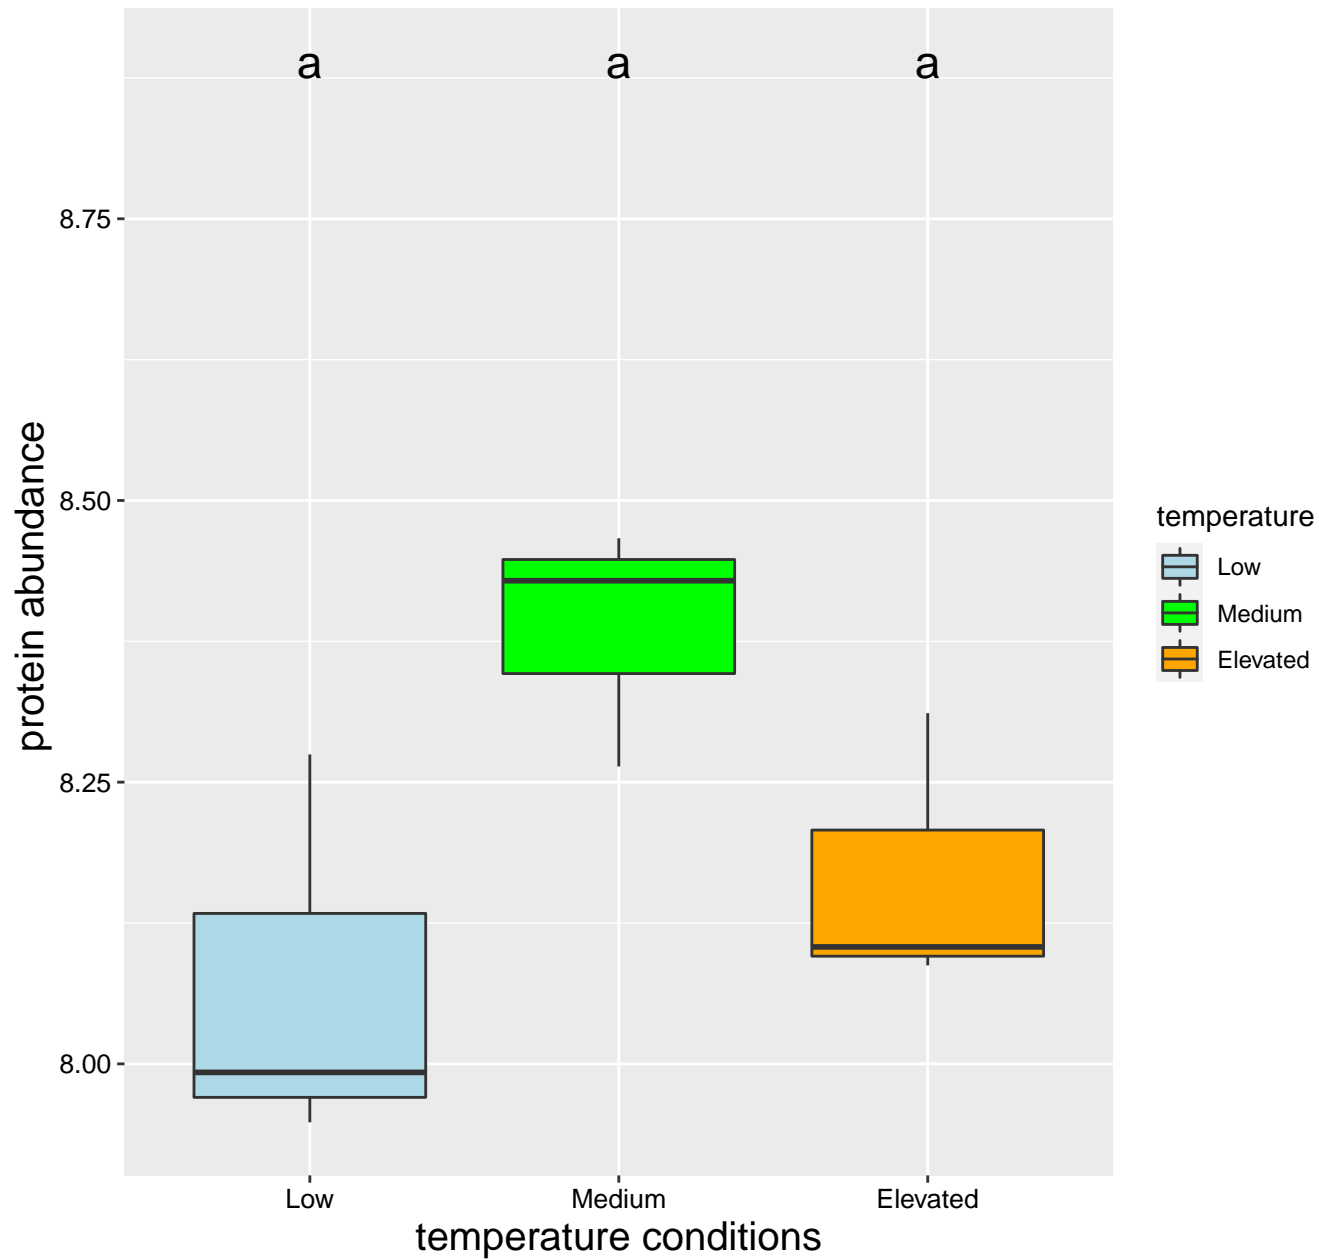 a a a
8.75
8.50
8.25
8.00
protein abundance
Low Medium Elevated
temperature conditions
temperature
Low
Medium
Elevated